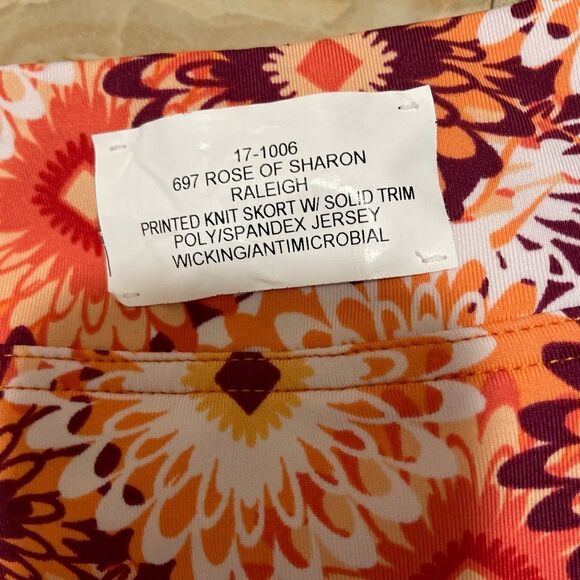 17-1006
697 ROSE OF SHARON
RALEIGH
PRINTED KNIT SKORT W/ SOLID TRIM
POLY/SPANDEX JERSEY
WICKING/ANTIMICROBIAL